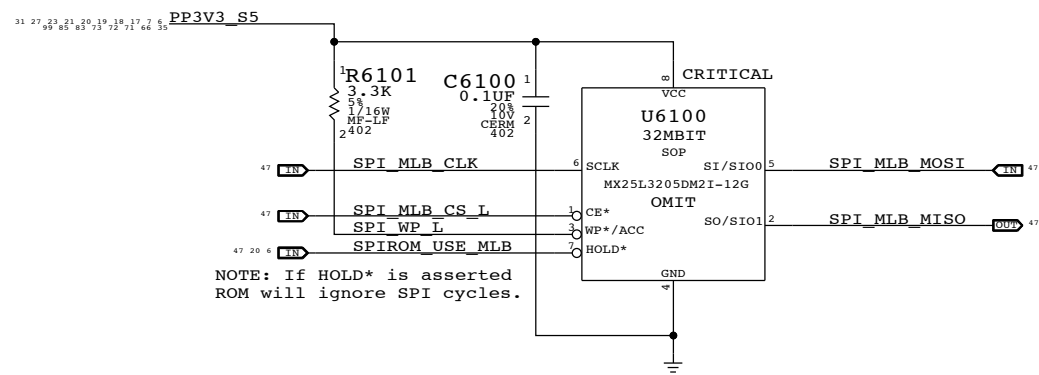 31 27 23 21 20 19 18 17 7 6 PP3V3_S5
99 85 83 73 72 71 66 35
1 R6101
3.3K
5%
1/16W
MF-LF
2 402
C6100 1
0.1UF
20%
10V
CERM 2
402
8 CRITICAL
VCC
U6100
32MBIT
SOP
47 IN SPI_MLB_CLK 6 SCLK
SI/SIO0 5 SPI_MLB_MOSI IN 47
MX25L3205DM2I-12G
OMIT
47 IN SPI_MLB_CS_L 1 CE*
SO/SIO1 2 SPI_MLB_MISO OUT 47
SPI_WP_L 3 WP*/ACC
47 20 6 IN SPIROM_USE_MLB 7 HOLD*
GND
4
NOTE: If HOLD* is asserted
ROM will ignore SPI cycles.